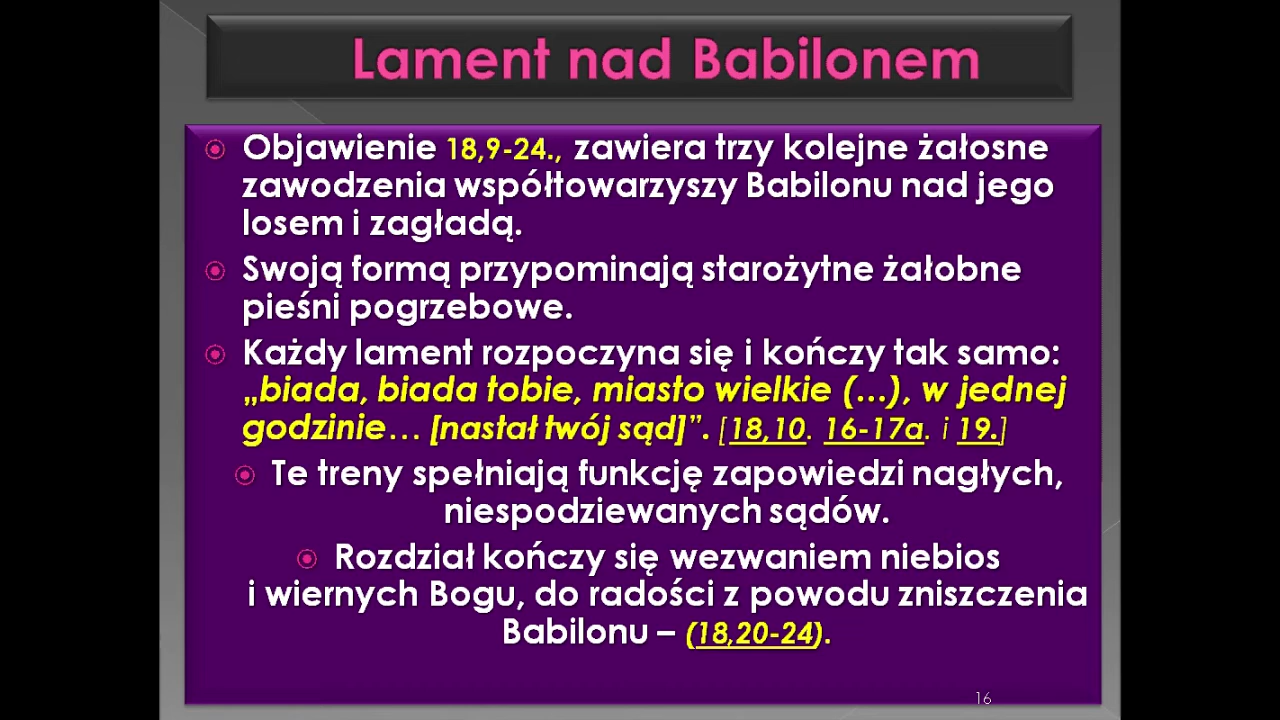 Lament nad Babilonem
Objawienie 18,9-24., zawiera trzy kolejne żałosne
zawodzenia współtowarzyszy Babilonu nad jego
losem i zagładą.
Swoją formą przypominają starożytne żałobne
pieśni pogrzebowe.
Każdy lament rozpoczyna się i kończy tak samo:
„biada, biada tobie, miasto wielkie (...), w jednej
godzinie… [nastał twój sąd]”. [18,10. 16-17a. i 19.]
Te treny spełniają funkcję zapowiedzi nagłych,
niespodziewanych sądów.
Rozdział kończy się wezwaniem niebios
i wiernych Bogu, do radości z powodu zniszczenia
Babilonu – (18,20-24).
16